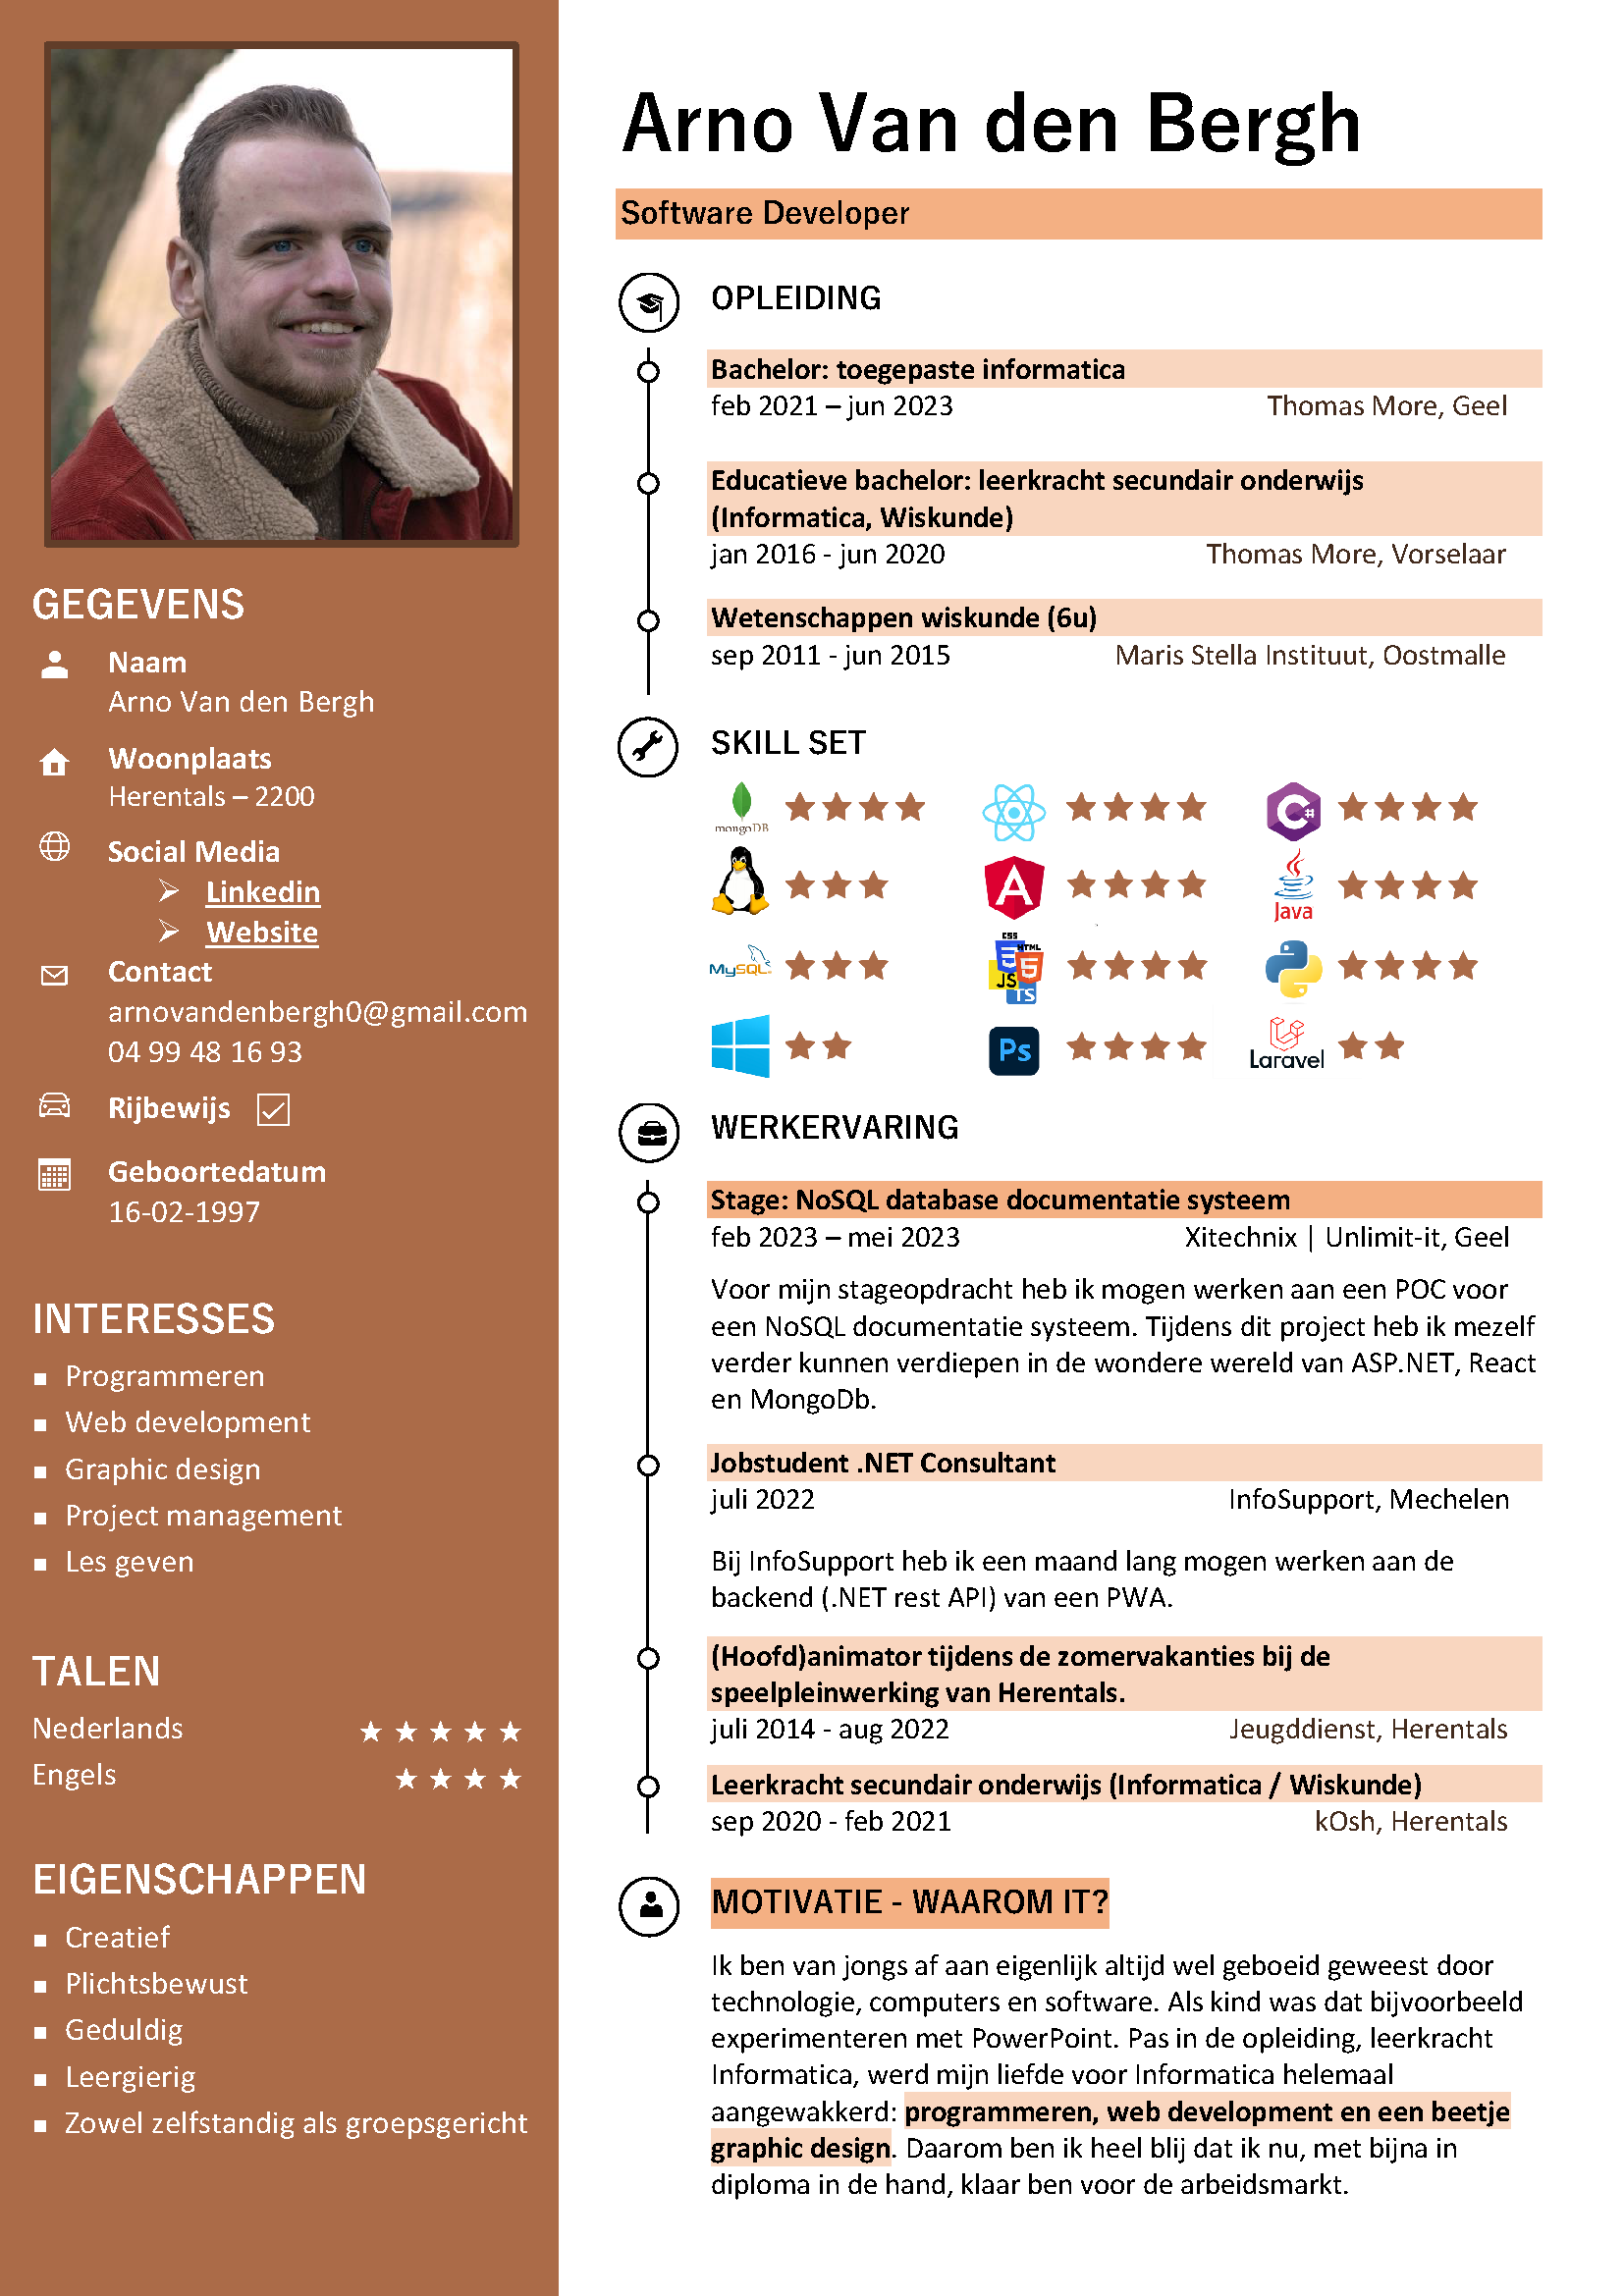 Arno Van den Bergh
Software Developer
GEGEVENS
Naam
Arno Van den Bergh
Woonplaats
Herentals – 2200
Social Media
Linkedin
Website
Contact
arnovandenbergh0@gmail.com
04 99 48 16 93
Rijbewijs
Geboortedatum
16-02-1997
INTERESSES
Programmeren
Web development
Graphic design
Project management
Les geven
TALEN
Nederlands
Engels
EIGENSCHAPPEN
Creatief
Plichtsbewust
Geduldig
Leergierig
Zowel zelfstandig als groepsgericht
OPLEIDING
Bachelor: toegepaste informatica
feb 2021 – jun 2023 Thomas More, Geel
Educatieve bachelor: leerkracht secundair onderwijs
(Informatica, Wiskunde)
jan 2016 - jun 2020 Thomas More, Vorselaar
Wetenschappen wiskunde (6u)
sep 2011 - jun 2015 Maris Stella Instituut, Oostmalle
SKILL SET
mongoDB C#
A Java
MySQL CSS HTML 5 JS TS
Ps Laravel
WERKERVARING
Stage: NoSQL database documentatie systeem
feb 2023 – mei 2023 Xitechnix | Unlimit-it, Geel
Voor mijn stageopdracht heb ik mogen werken aan een POC voor
een NoSQL documentatie systeem. Tijdens dit project heb ik mezelf
verder kunnen verdiepen in de wondere wereld van ASP.NET, React
en MongoDb.
Jobstudent .NET Consultant
juli 2022 InfoSupport, Mechelen
Bij InfoSupport heb ik een maand lang mogen werken aan de
backend (.NET rest API) van een PWA.
(Hoofd)animator tijdens de zomervakanties bij de
speelpleinwerking van Herentals.
juli 2014 - aug 2022 Jeugddienst, Herentals
Leerkracht secundair onderwijs (Informatica / Wiskunde)
sep 2020 - feb 2021 kOsh, Herentals
MOTIVATIE - WAAROM IT?
Ik ben van jongs af aan eigenlijk altijd wel geboeid geweest door
technologie, computers en software. Als kind was dat bijvoorbeeld
experimenteren met PowerPoint. Pas in de opleiding, leerkracht
Informatica, werd mijn liefde voor Informatica helemaal
aangewakkerd: programmeren, web development en een beetje
graphic design. Daarom ben ik heel blij dat ik nu, met bijna in
diploma in de hand, klaar ben voor de arbeidsmarkt.